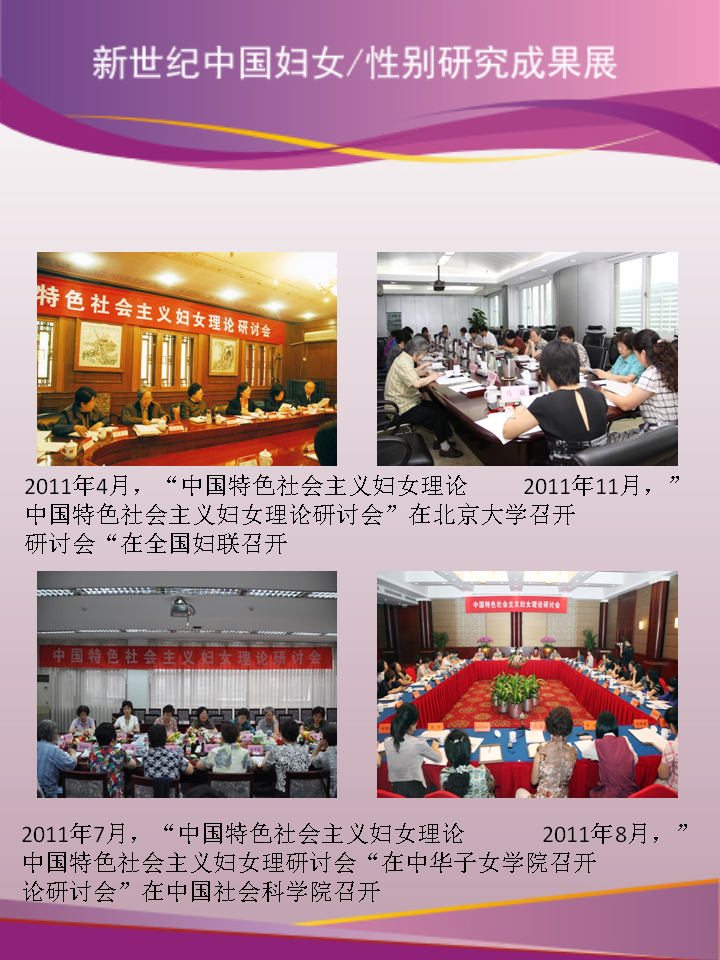 新世纪中国妇女/性别研究成果展
特色社会主义妇女理论研讨会
2011年4月，“中国特色社会主义妇女理论 2011年11月，”
中国特色社会主义妇女理论研讨会”在北京大学召开
研讨会“在全国妇联召开
中国特色社会主义妇女理论研讨会
中国特色社会主义妇女理论研讨会
2011年7月，“中国特色社会主义妇女理论 2011年8月，”
中国特色社会主义妇女理研讨会“在中华子女学院召开
论研讨会”在中国社会科学院召开